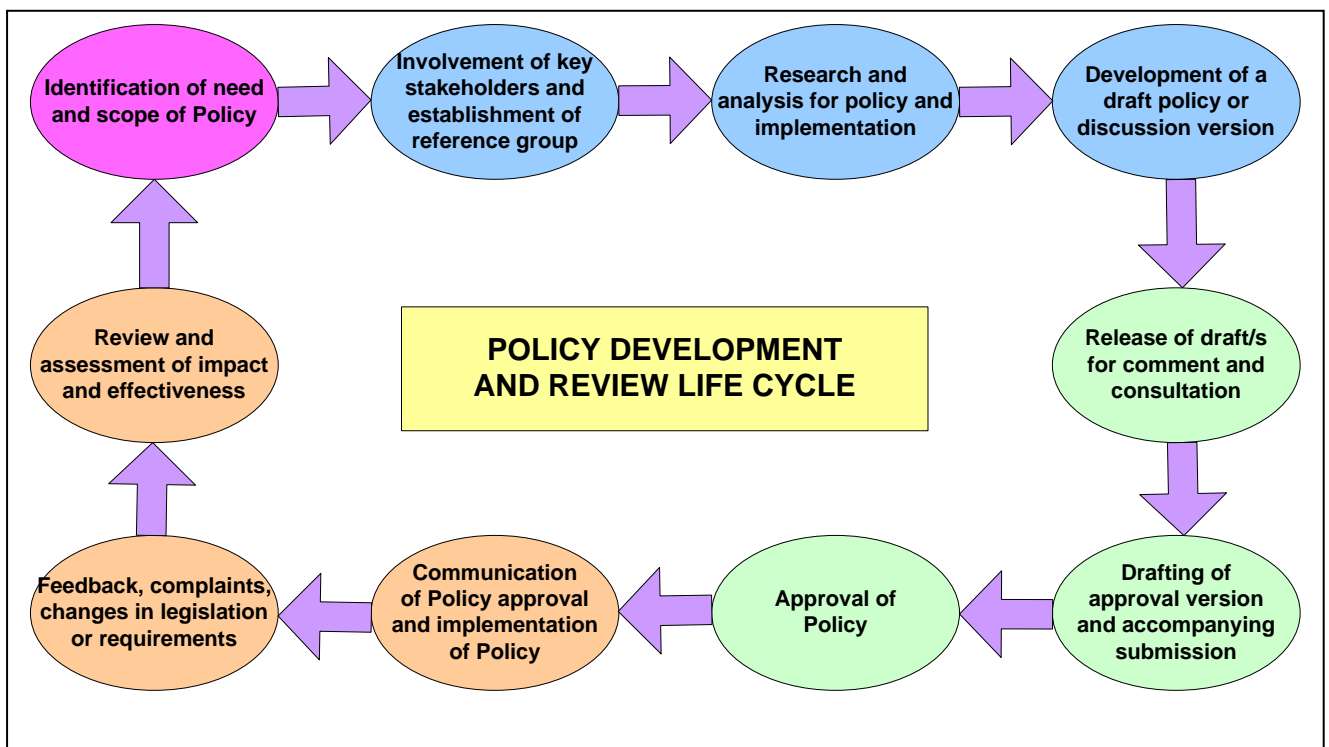 Identification of need
and scope of Policy
Involvement of key
stakeholders and
establishment of
reference group
Research and
analysis for policy and
implementation
Development of a
draft policy or
discussion version
Release of draft/s
for comment and
consultation
Drafting of
approval version
and accompanying
submission
Approval of
Policy
Communication
of Policy approval
and implementation
of Policy
Feedback, complaints,
changes in legislation
or requirements
Review and
assessment of impact
and effectiveness
POLICY DEVELOPMENT
AND REVIEW LIFE CYCLE